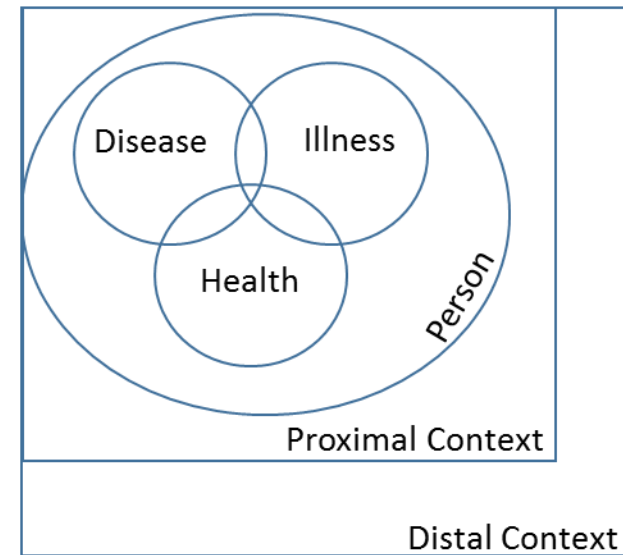 Disease
Illness
Health
Person
Proximal Context
Distal Context